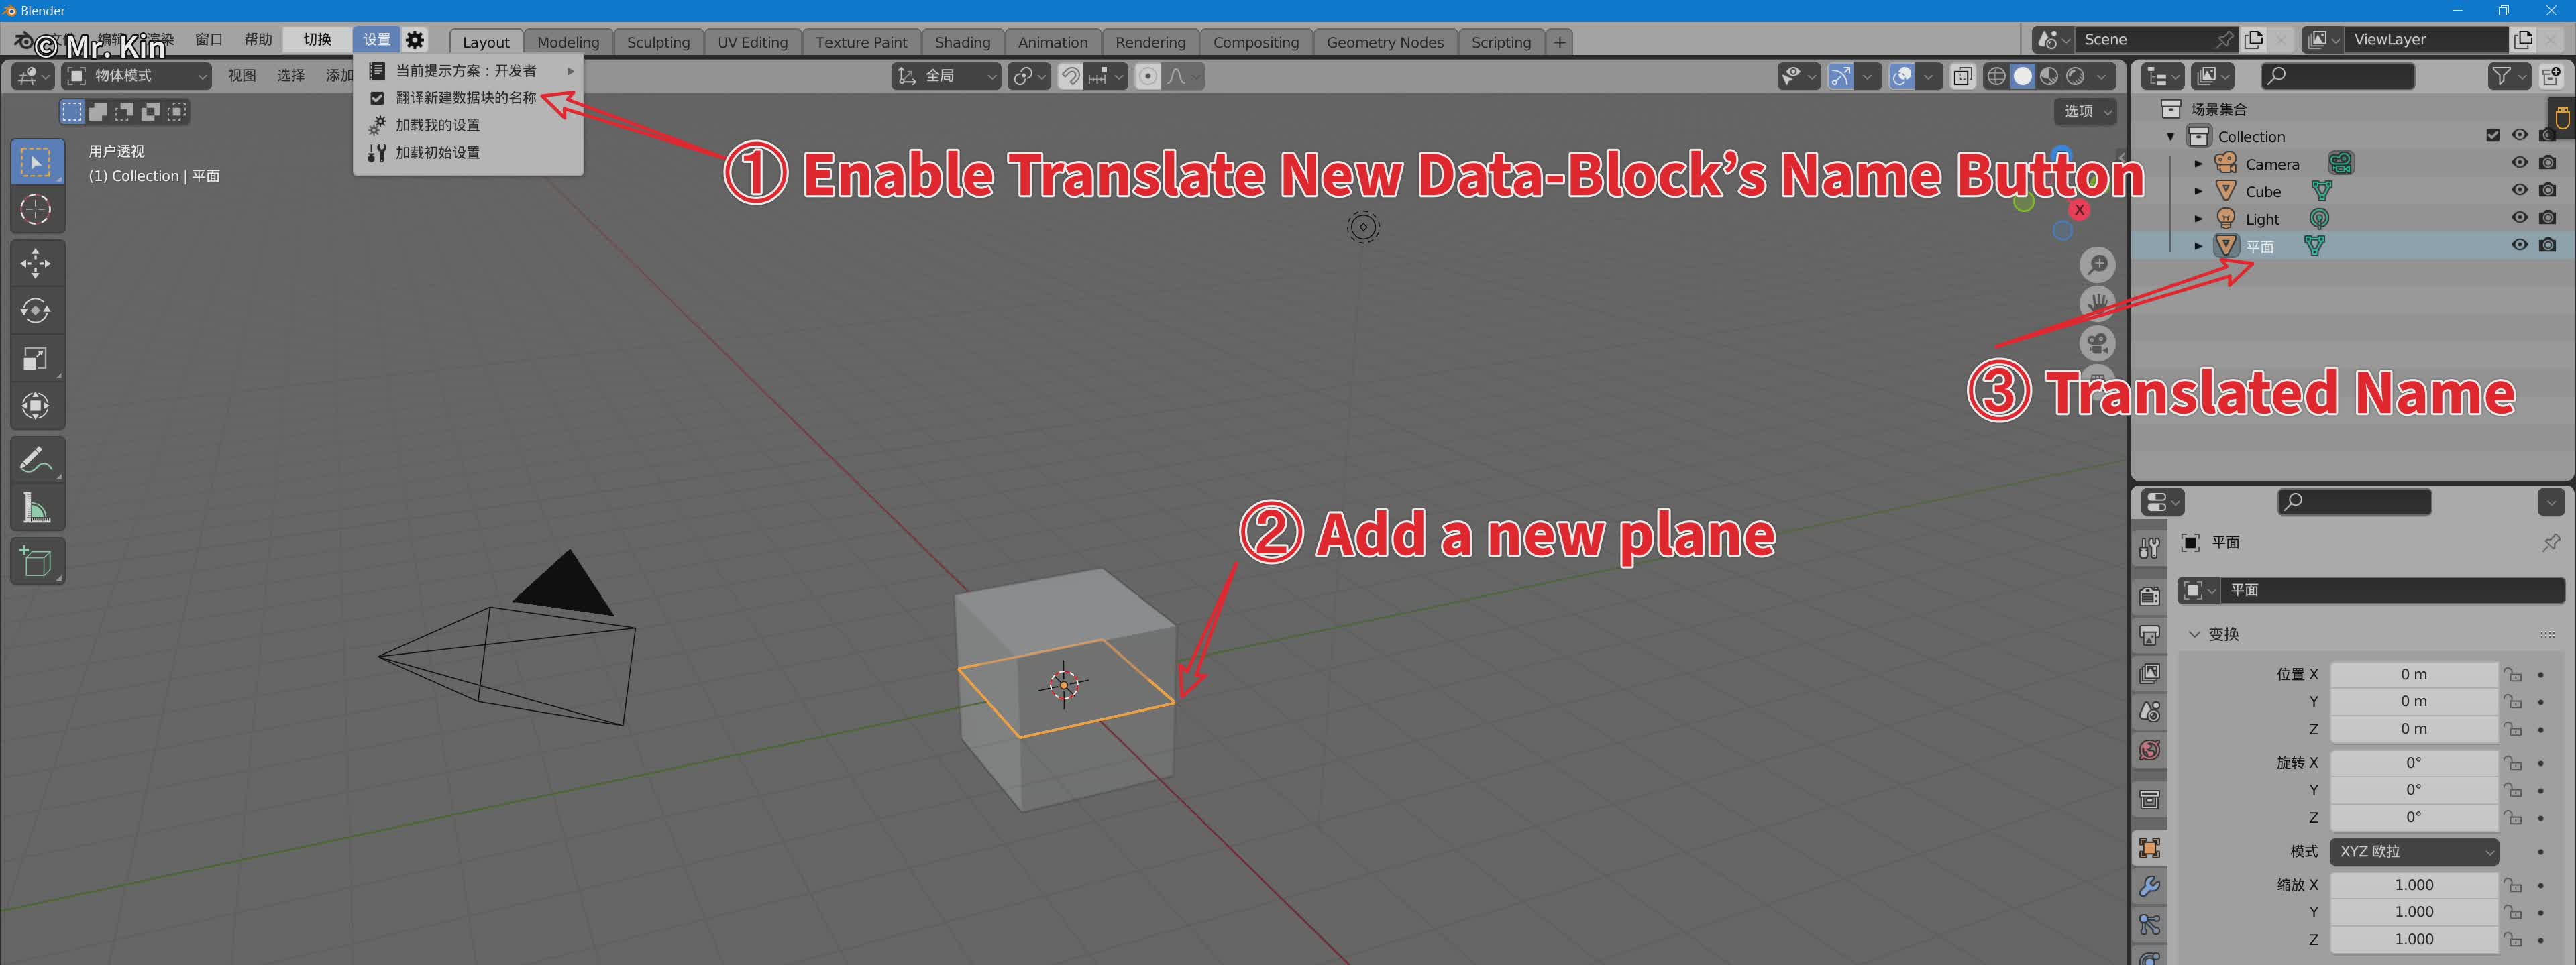 Blender
© Mr. Kin
窗口 帮助 切换 设置
Layout Modeling Sculpting UV Editing Texture Paint Shading Animation Rendering Compositing Geometry Nodes Scripting +
Scene
ViewLayer
物体模式 视图 选择 添加
全局
当前提示方案：开发者
翻译新建数据块的名称
加载我的设置
加载初始设置
选项
用户透视
(1) Collection | 平面
① Enable Translate New Data-Block’s Name Button
X
② Add a new plane
③ Translated Name
场景集合
Collection
Camera
Cube
Light
平面
平面
平面
变换
位置 X 0 m
Y 0 m
Z 0 m
旋转 X 0°
Y 0°
Z 0°
模式 XYZ 欧拉
缩放 X 1.000
Y 1.000
Z 1.000